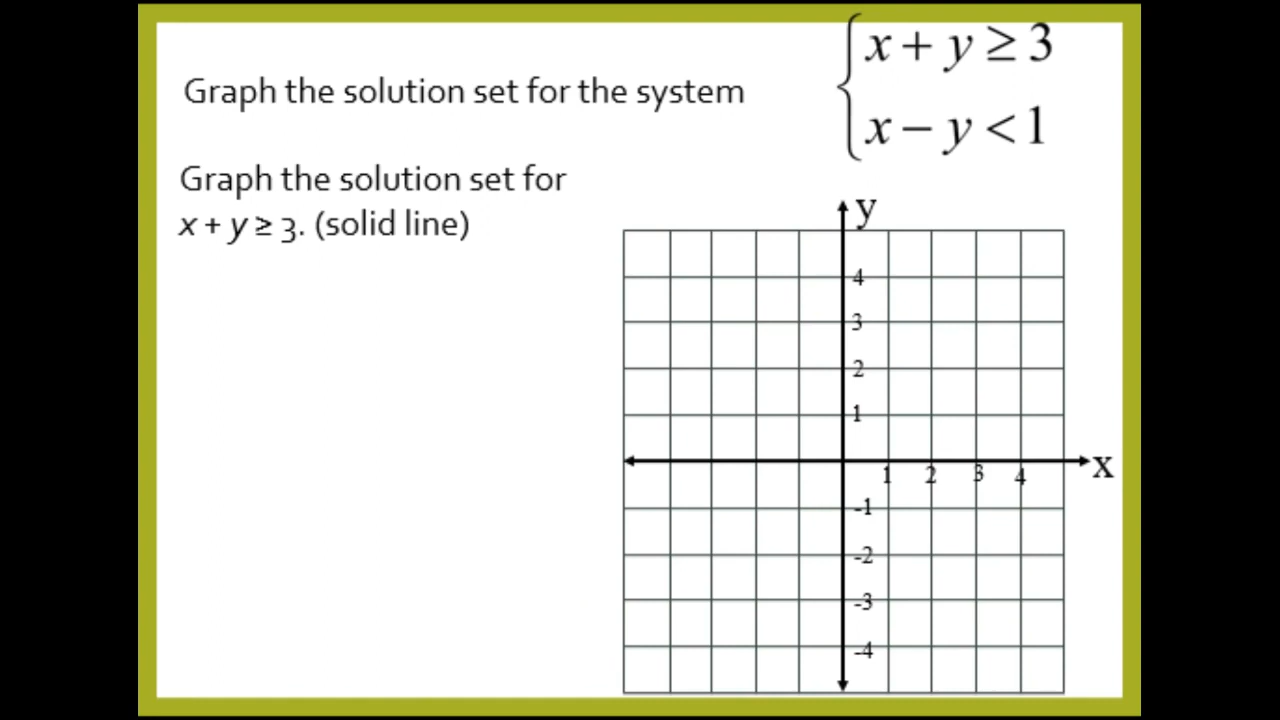 Graph the solution set for the system
x + y ≥ 3
x − y < 1
Graph the solution set for
x + y ≥ 3. (solid line)
y
4
3
2
1
x
1 2 3 4
-1
-2
-3
-4